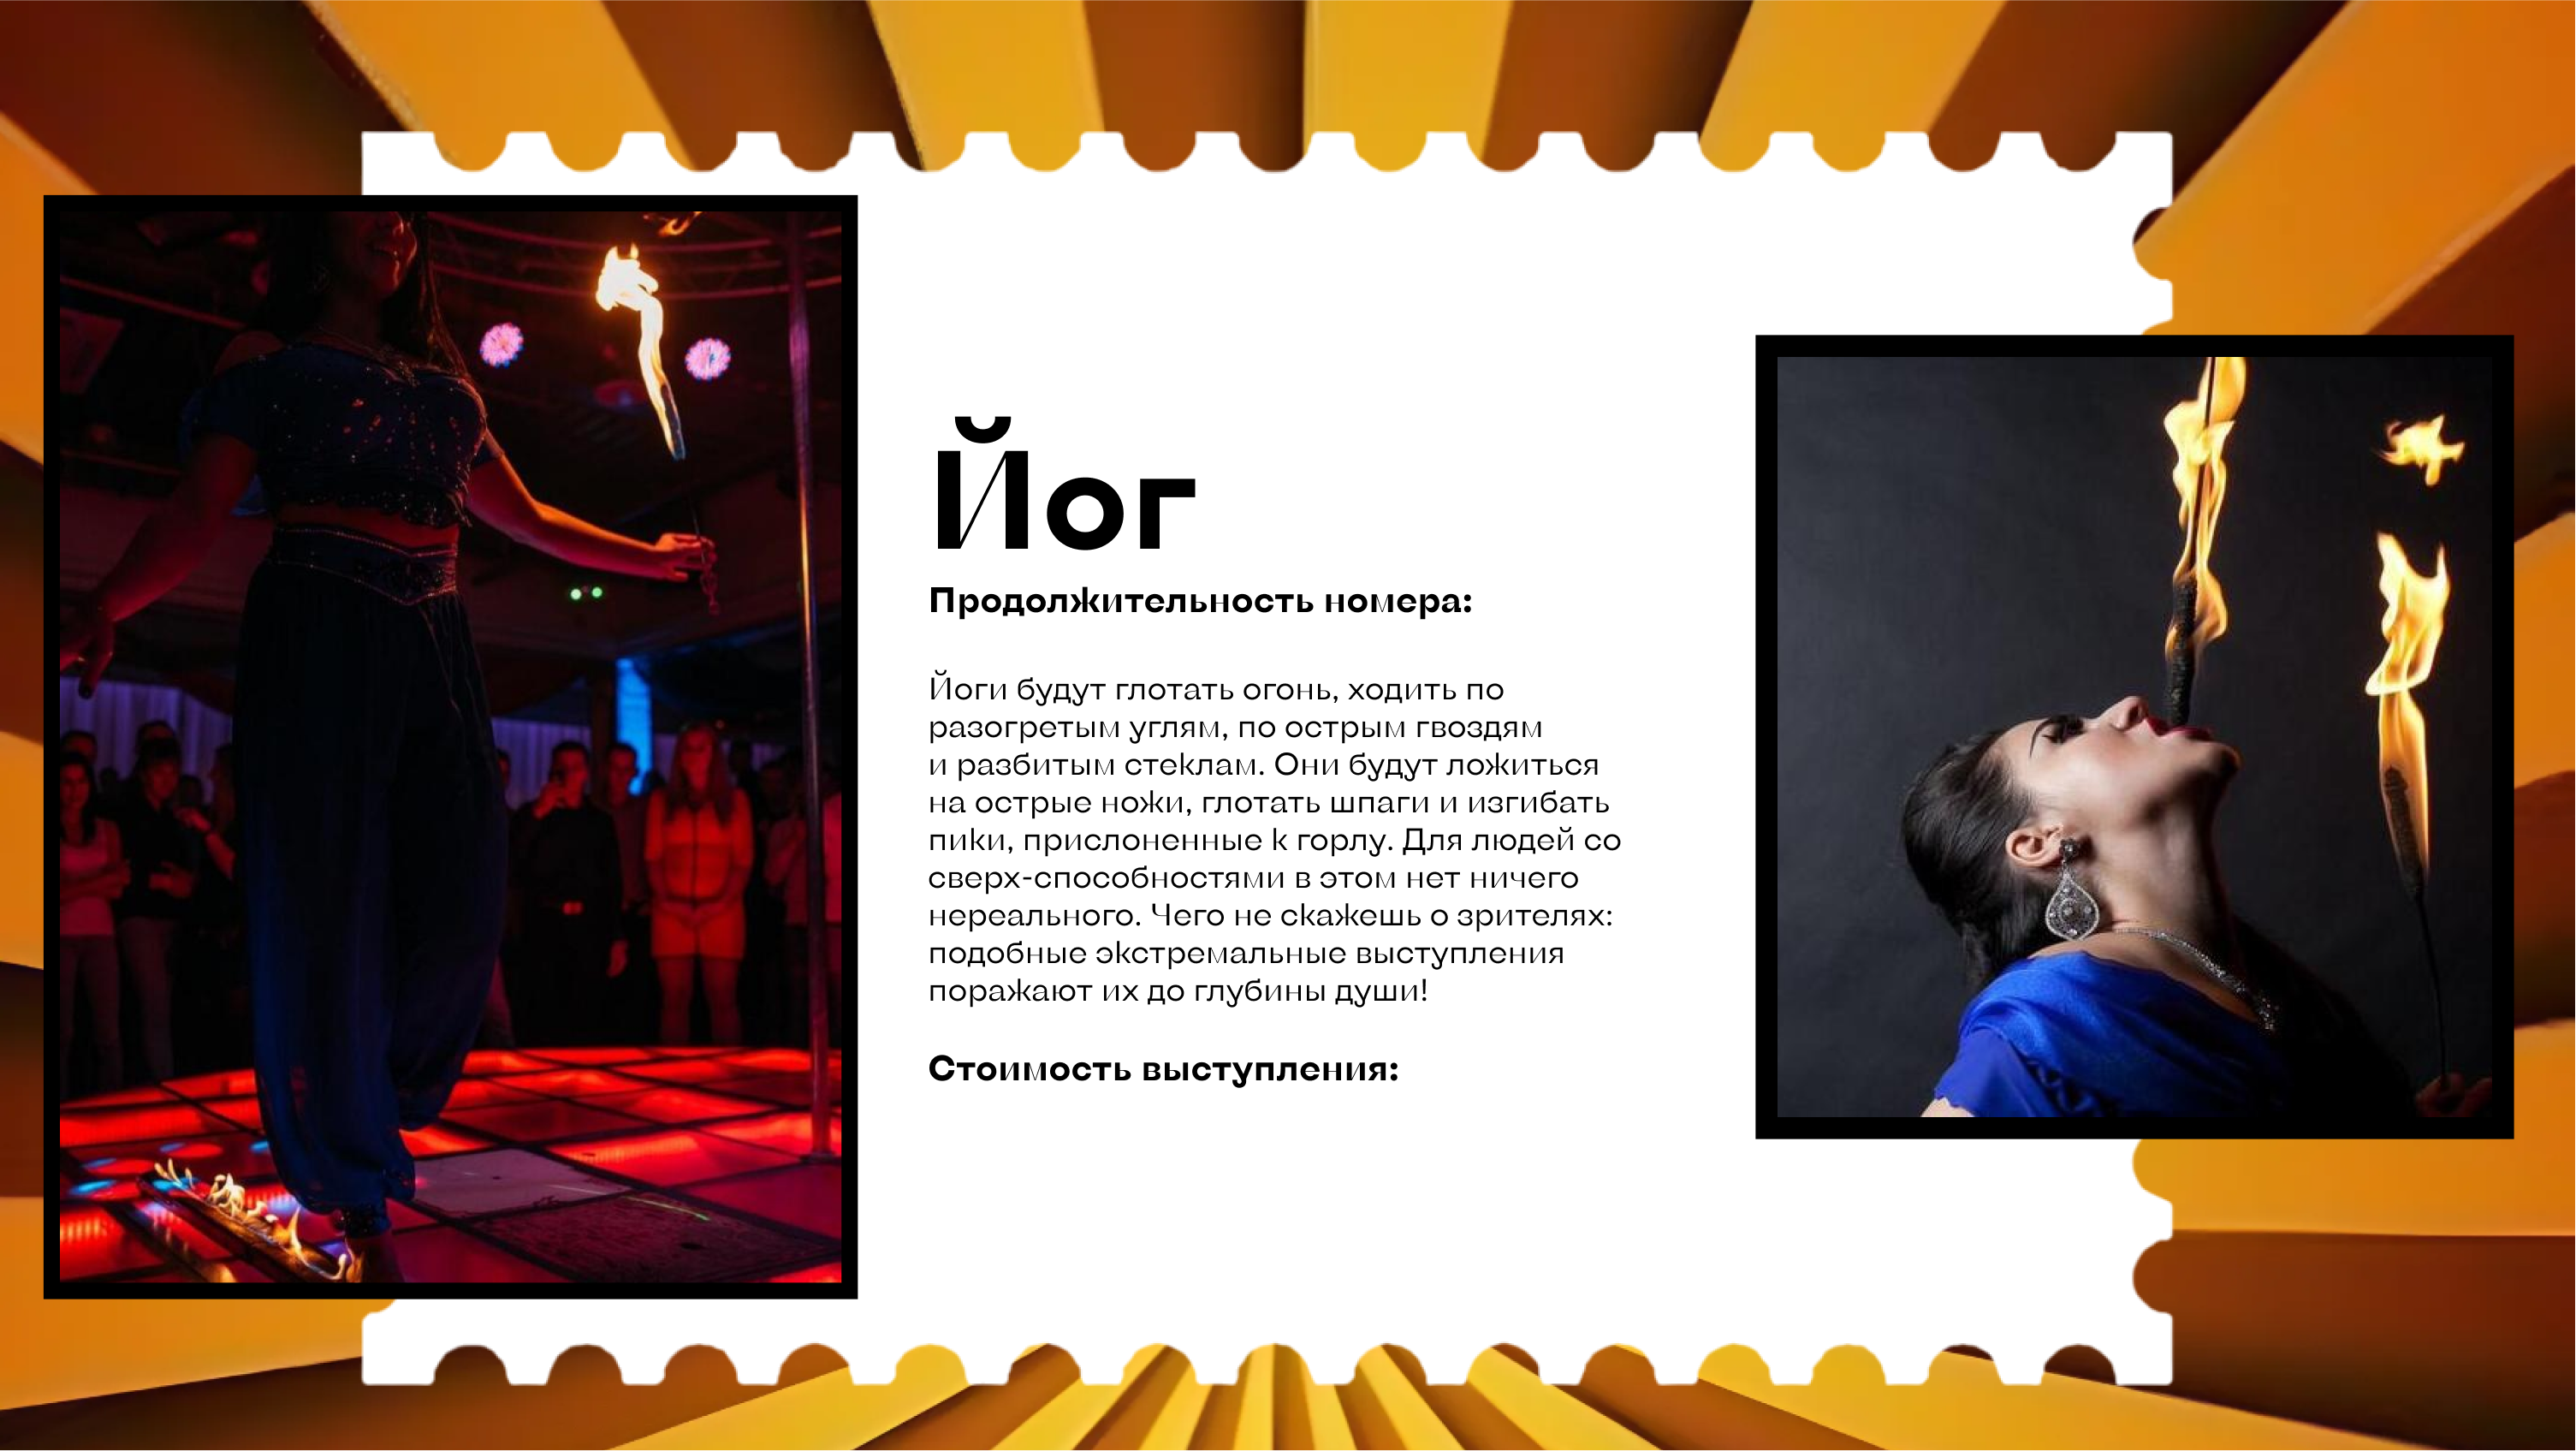 Йог
Продолжительность номера:
Йоги будут глотать огонь, ходить по
разогретым углям, по острым гвоздям
и разбитым стеклам. Они будут ложиться
на острые ножи, глотать шпаги и изгибать
пики, прислоненные к горлу. Для людей со
сверх-способностями в этом нет ничего
нереального. Чего не скажешь о зрителях:
подобные экстремальные выступления
поражают их до глубины души!
Стоимость выступления: